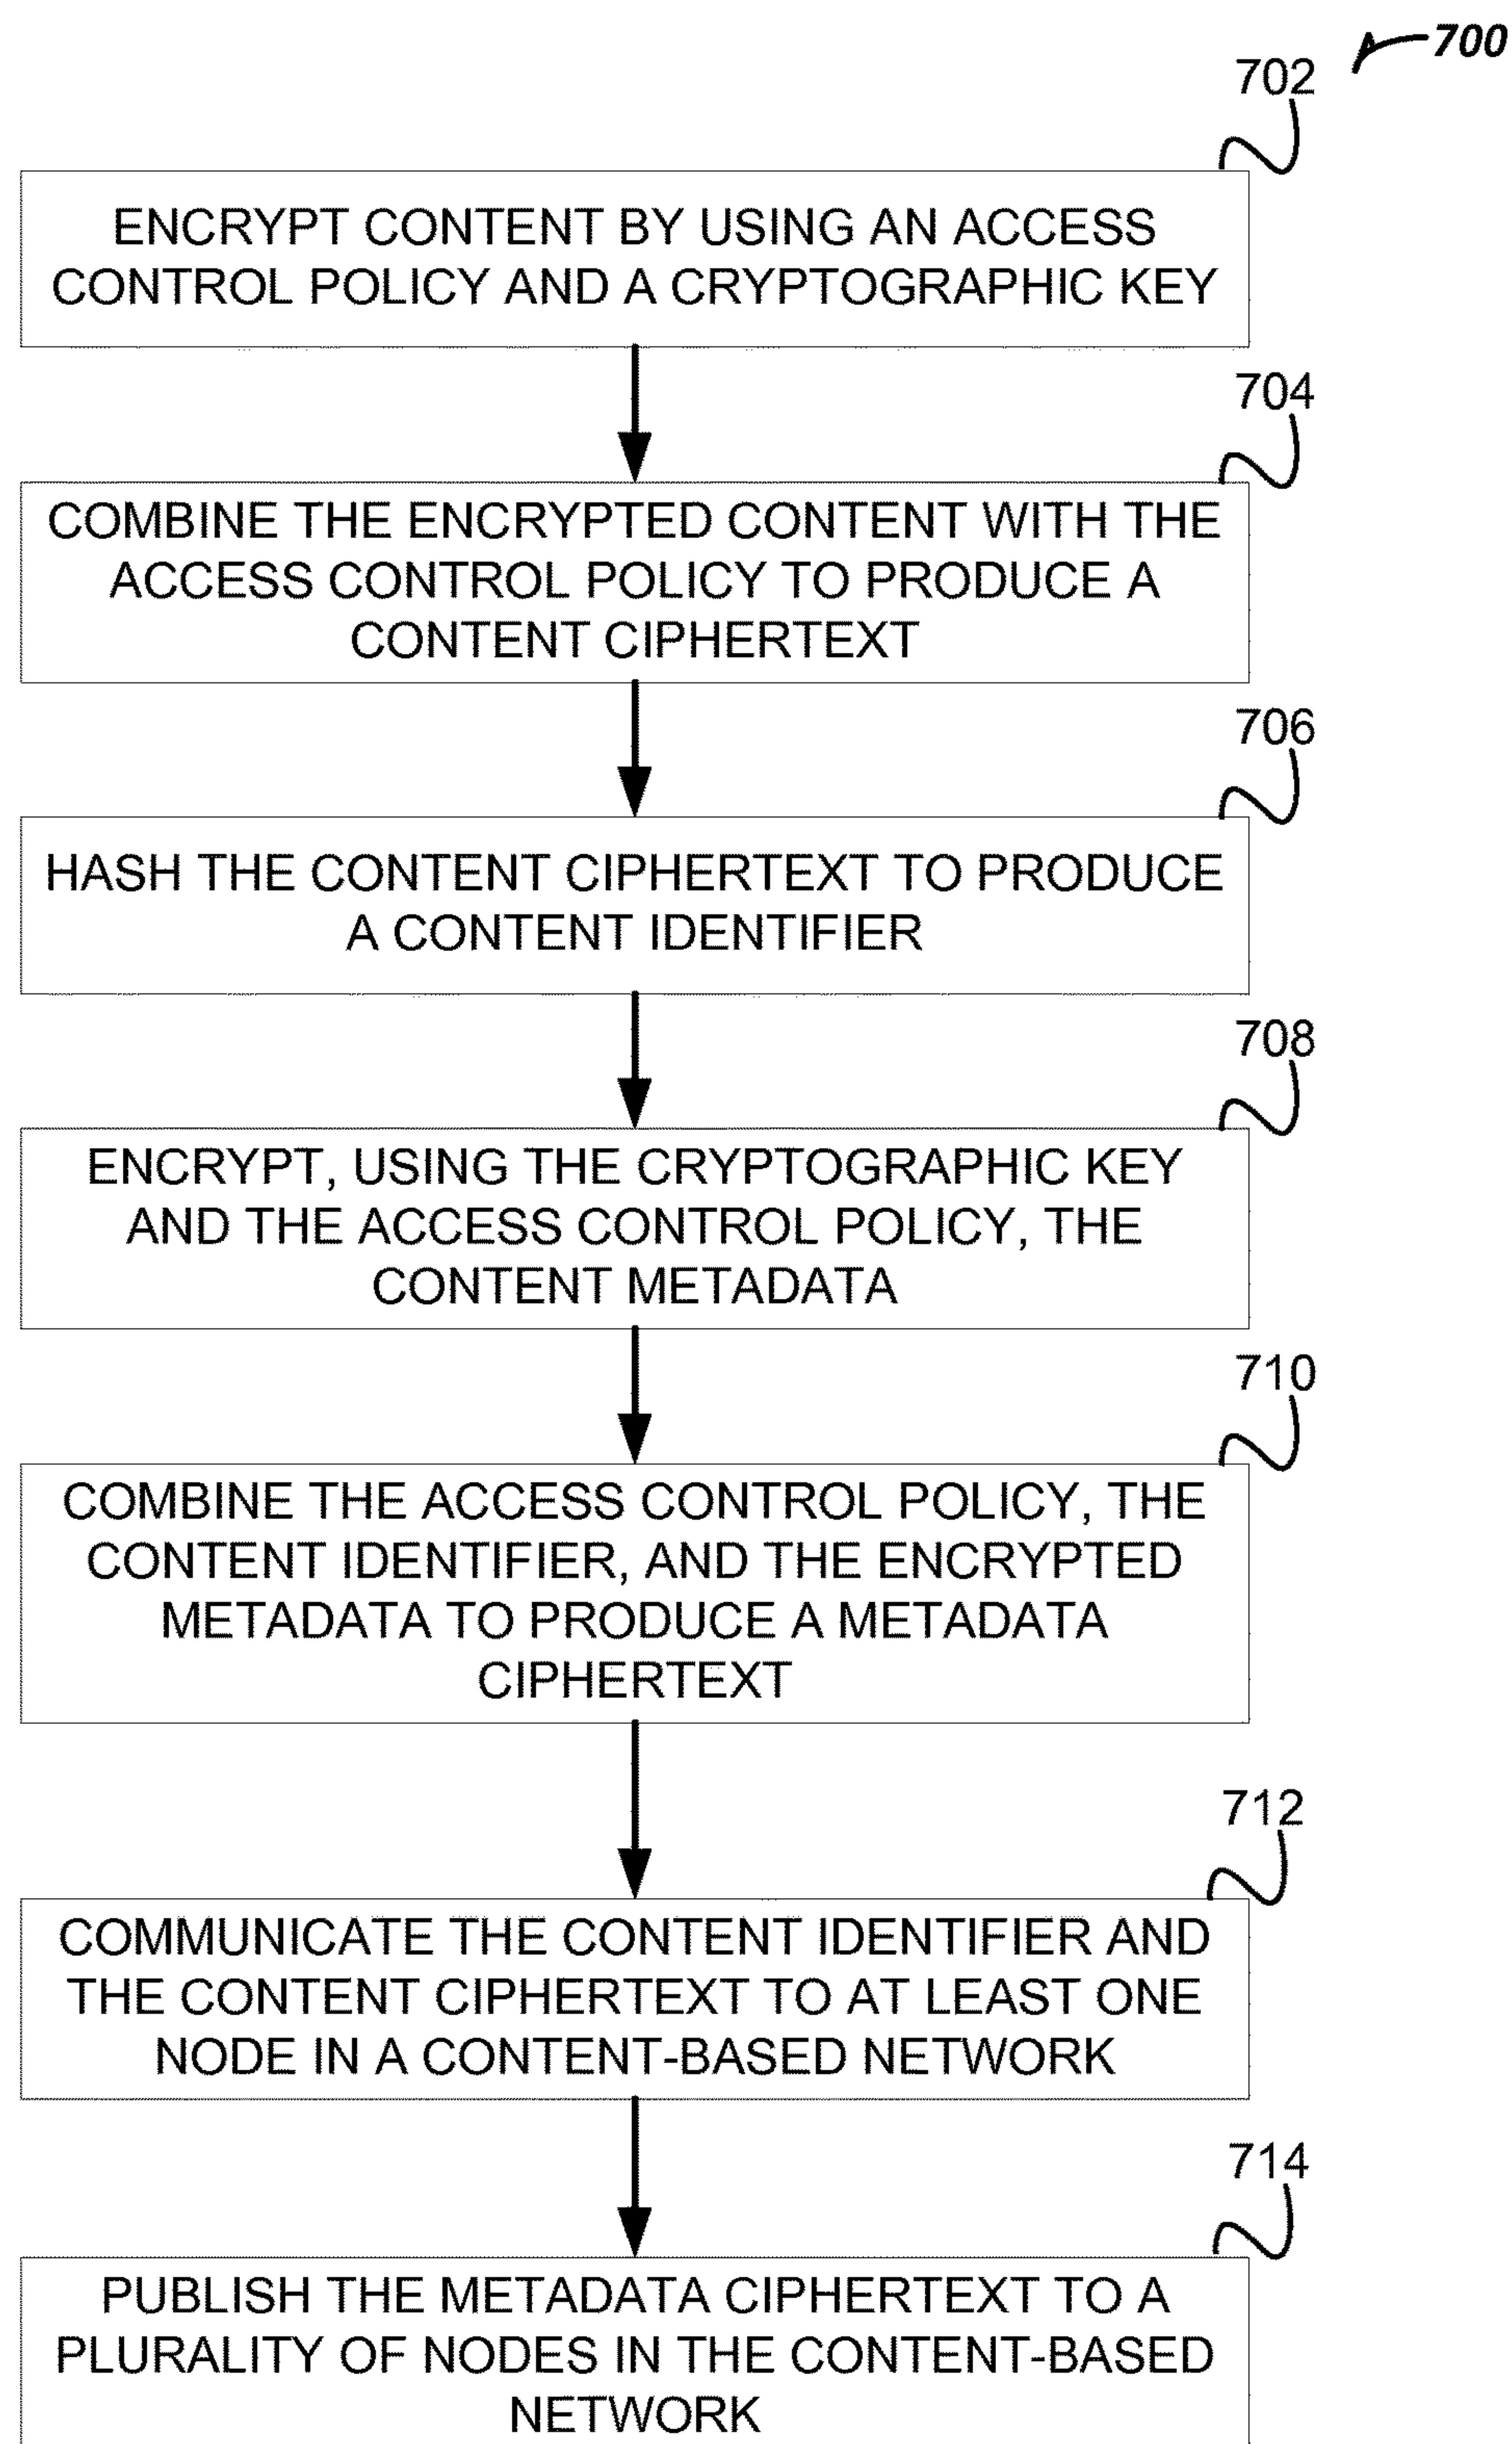 700
702
ENCRYPT CONTENT BY USING AN ACCESS
CONTROL POLICY AND A CRYPTOGRAPHIC KEY
704
COMBINE THE ENCRYPTED CONTENT WITH THE
ACCESS CONTROL POLICY TO PRODUCE A
CONTENT CIPHERTEXT
706
HASH THE CONTENT CIPHERTEXT TO PRODUCE
A CONTENT IDENTIFIER
708
ENCRYPT, USING THE CRYPTOGRAPHIC KEY
AND THE ACCESS CONTROL POLICY, THE
CONTENT METADATA
710
COMBINE THE ACCESS CONTROL POLICY, THE
CONTENT IDENTIFIER, AND THE ENCRYPTED
METADATA TO PRODUCE A METADATA
CIPHERTEXT
712
COMMUNICATE THE CONTENT IDENTIFIER AND
THE CONTENT CIPHERTEXT TO AT LEAST ONE
NODE IN A CONTENT-BASED NETWORK
714
PUBLISH THE METADATA CIPHERTEXT TO A
PLURALITY OF NODES IN THE CONTENT-BASED
NETWORK